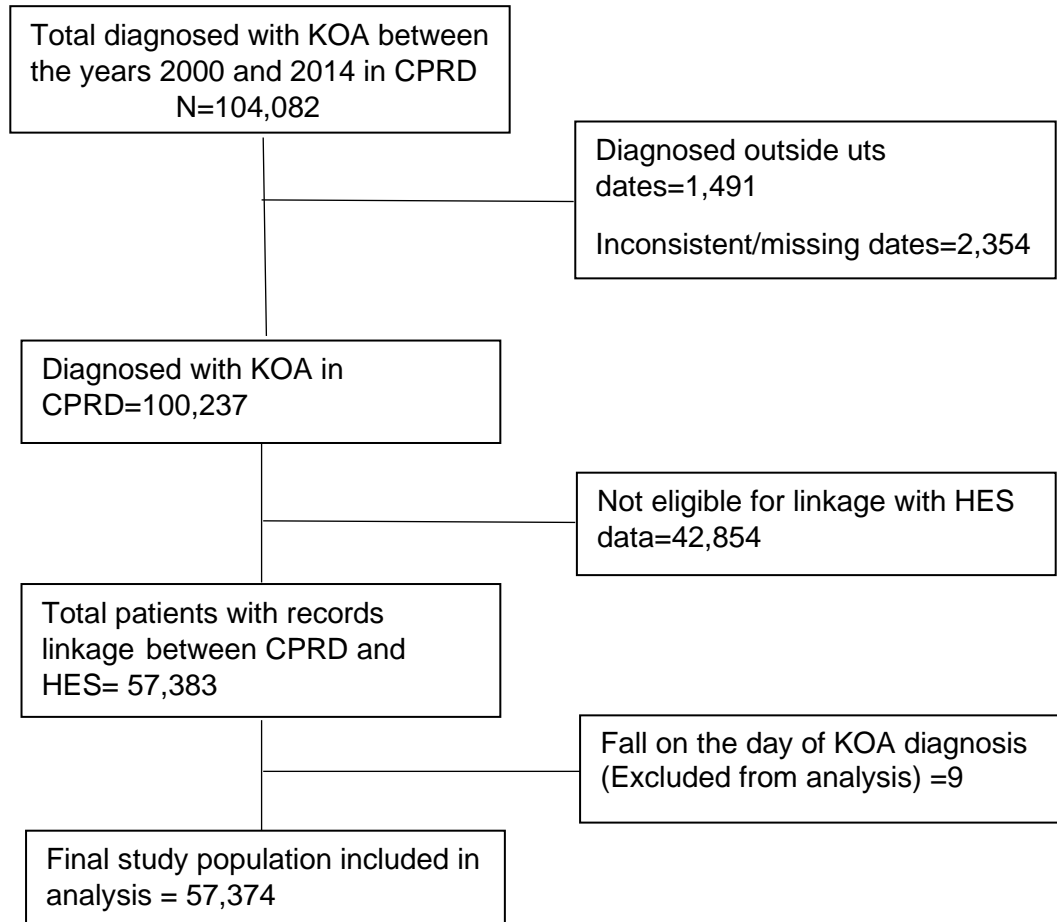 Total diagnosed with KOA between
the years 2000 and 2014 in CPRD
N=104,082
Diagnosed outside uts
dates=1,491
Inconsistent/missing dates=2,354
Diagnosed with KOA in
CPRD=100,237
Not eligible for linkage with HES
data=42,854
Total patients with records
linkage between CPRD and
HES= 57,383
Fall on the day of KOA diagnosis
(Excluded from analysis) =9
Final study population included in
analysis = 57,374